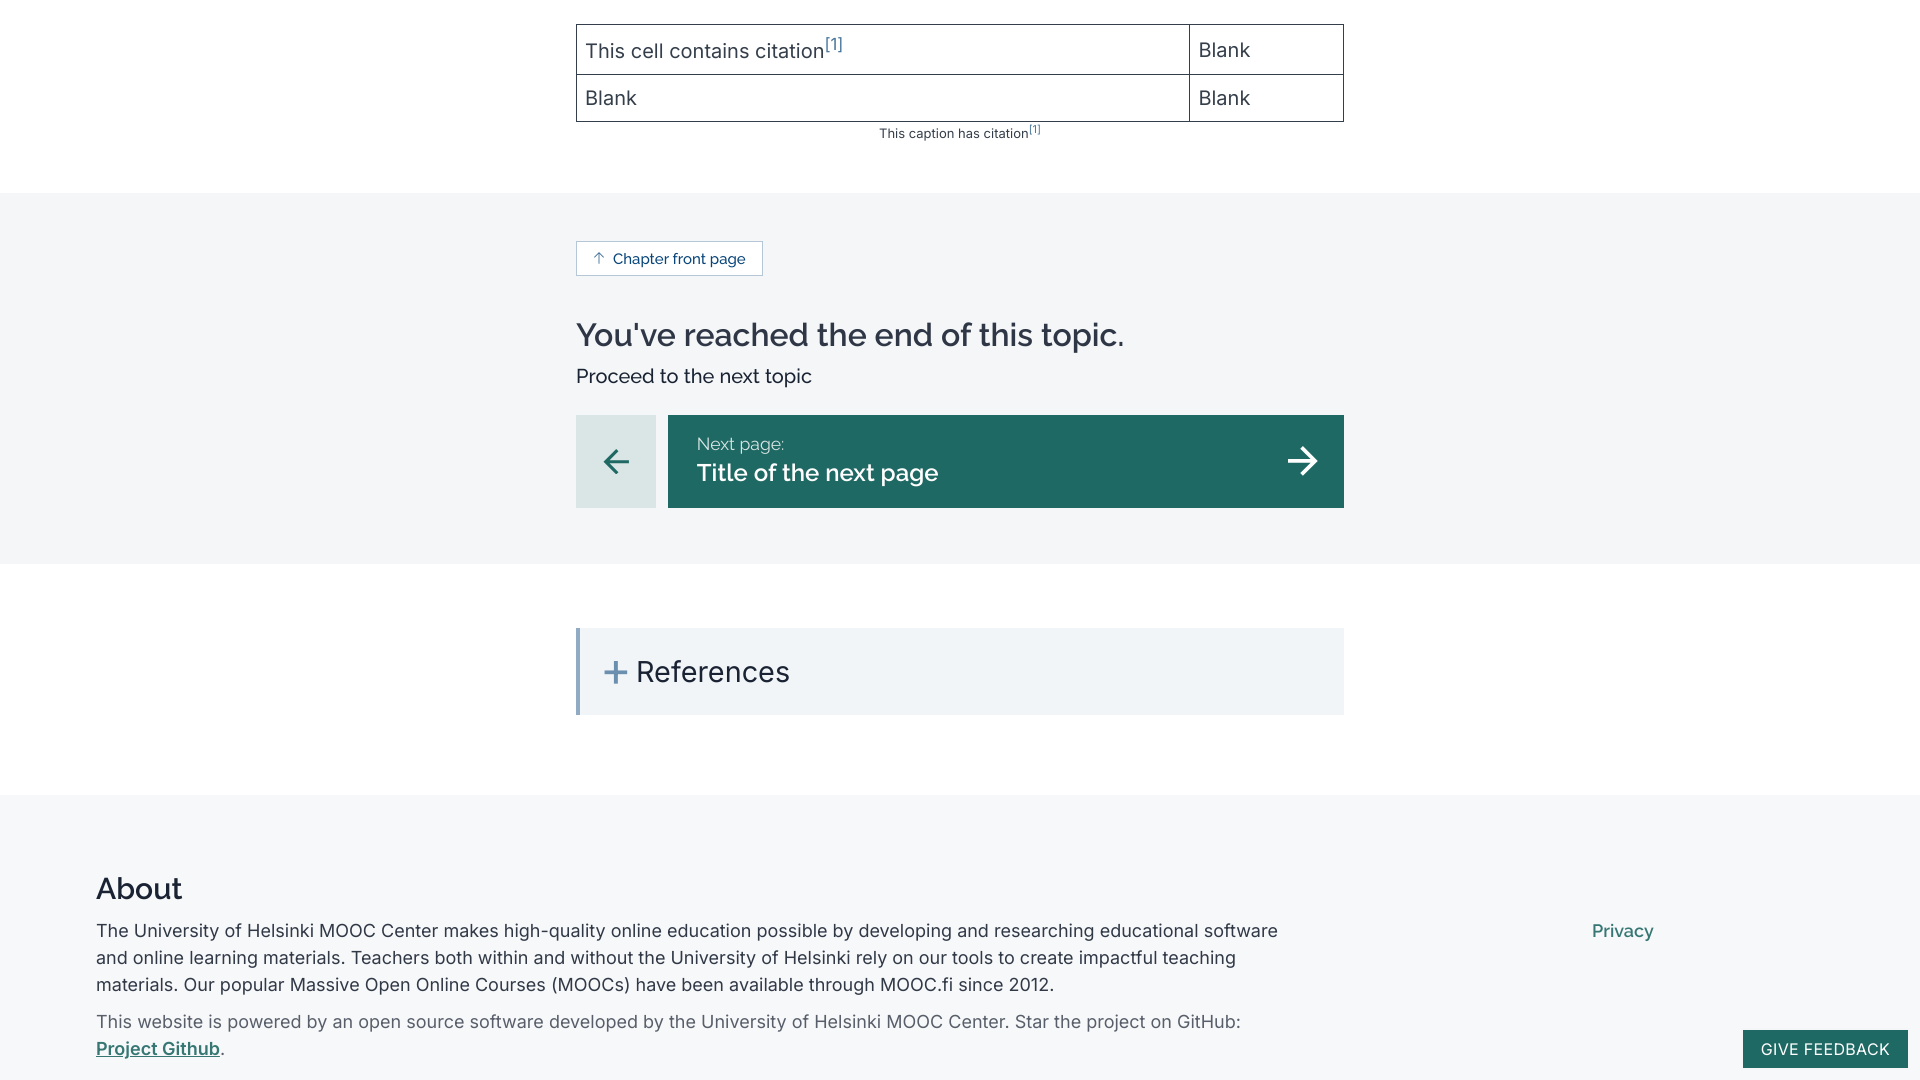 This cell contains citation[1] Blank
Blank Blank
This caption has citation[1]
Chapter front page
You've reached the end of this topic.
Proceed to the next topic
Next page:
Title of the next page
References
About
The University of Helsinki MOOC Center makes high-quality online education possible by developing and researching educational software
and online learning materials. Teachers both within and without the University of Helsinki rely on our tools to create impactful teaching
materials. Our popular Massive Open Online Courses (MOOCs) have been available through MOOC.fi since 2012.
Privacy
This website is powered by an open source software developed by the University of Helsinki MOOC Center. Star the project on GitHub:
Project Github.
GIVE FEEDBACK